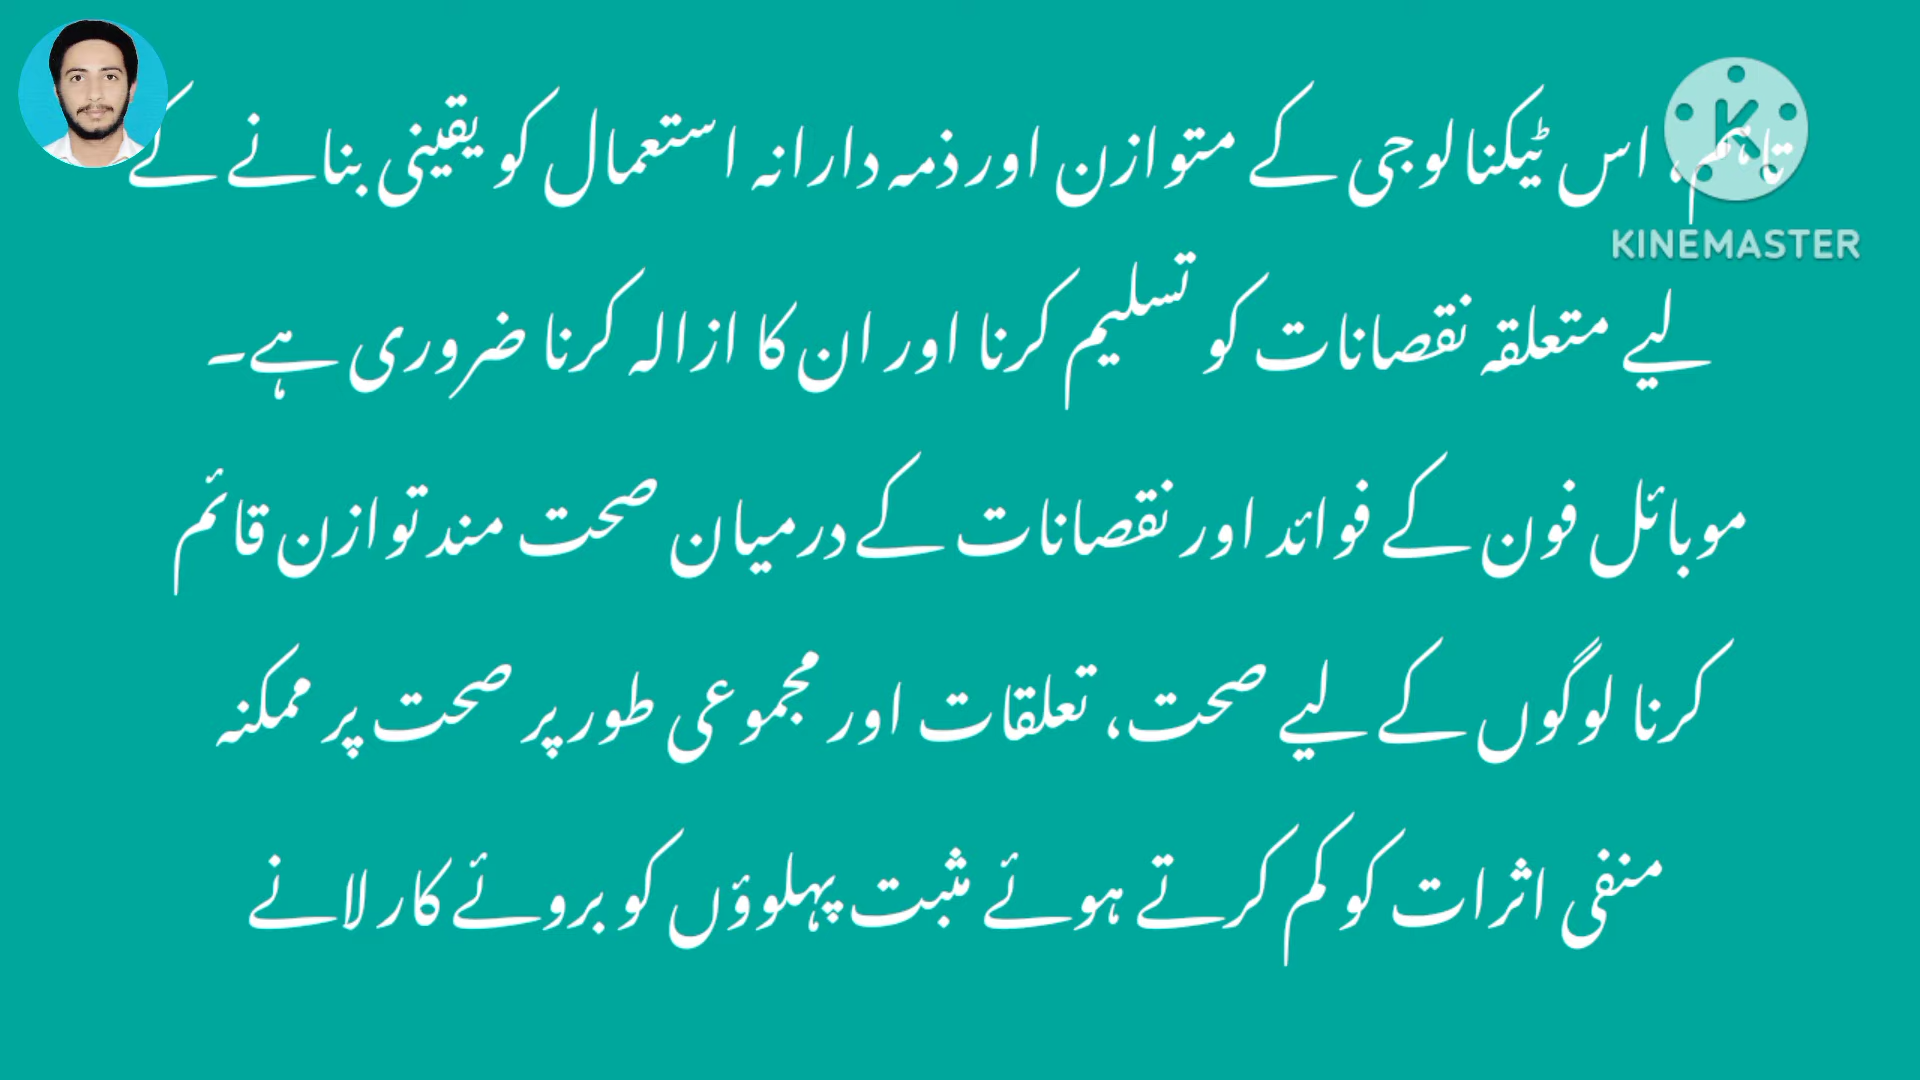 تاہم، اس ٹیکنالوجی کے متوازن اور ذمہ دارانہ استعمال کو یقینی بنانے کے
KINEMASTER
لیے متعلقہ نقصانات کو تسلیم کرنا اور ان کا ازالہ کرنا ضروری ہے۔
موبائل فون کے فوائد اور نقصانات کے درمیان صحت مند توازن قائم
کرنا لوگوں کے لیے صحت، تعلقات اور مجموعی طور پر صحت پر ممکنہ
منفی اثرات کو کم کرتے ہوئے مثبت پہلوؤں کو بروئے کار لانے